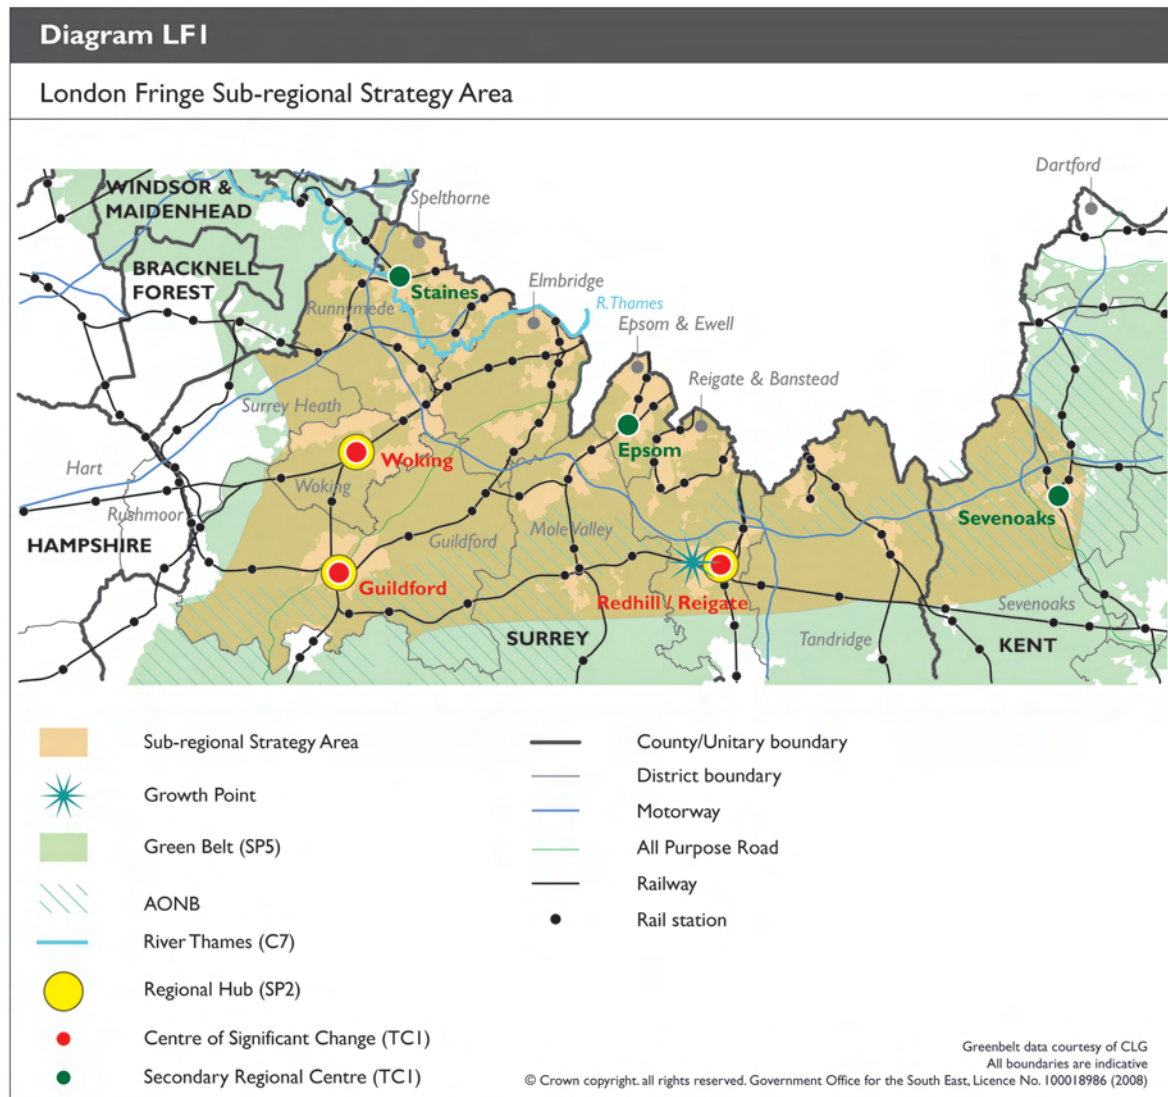 Diagram LF1
London Fringe Sub-regional Strategy Area
Dartford
WINDSOR &
MAIDENHEAD
Spelthorne
BRACKNELL
FOREST
Elmbridge
Staines
Runnymede
R.Thames
Epsom & Ewell
Reigate & Banstead
Surrey Heath
Epsom
Woking
Hart
Woking
Rushmoor
Sevenoaks
Mole Valley
Guildford
HAMPSHIRE
Guildford
Redhill / Reigate
Sevenoaks
SURREY
Tandridge
KENT
Sub-regional Strategy Area
Growth Point
Green Belt (SP5)
AONB
River Thames (C7)
Regional Hub (SP2)
Centre of Significant Change (TC1)
Secondary Regional Centre (TC1)
County/Unitary boundary
District boundary
Motorway
All Purpose Road
Railway
Rail station
Greenbelt data courtesy of CLG
All boundaries are indicative
© Crown copyright. all rights reserved. Government Office for the South East, Licence No. 100018986 (2008)